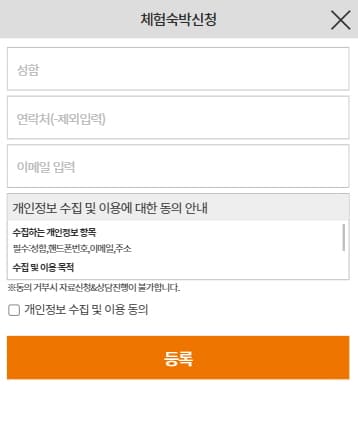 체험숙박신청
성함
연락처(-제외입력)
이메일 입력
개인정보 수집 및 이용에 대한 동의 안내
수집하는 개인정보 항목
필수:성함,핸드폰번호,이메일,주소
수집 및 이용 목적
※동의 거부시 자료신청&상담진행이 불가합니다.
개인정보 수집 및 이용 동의
등록